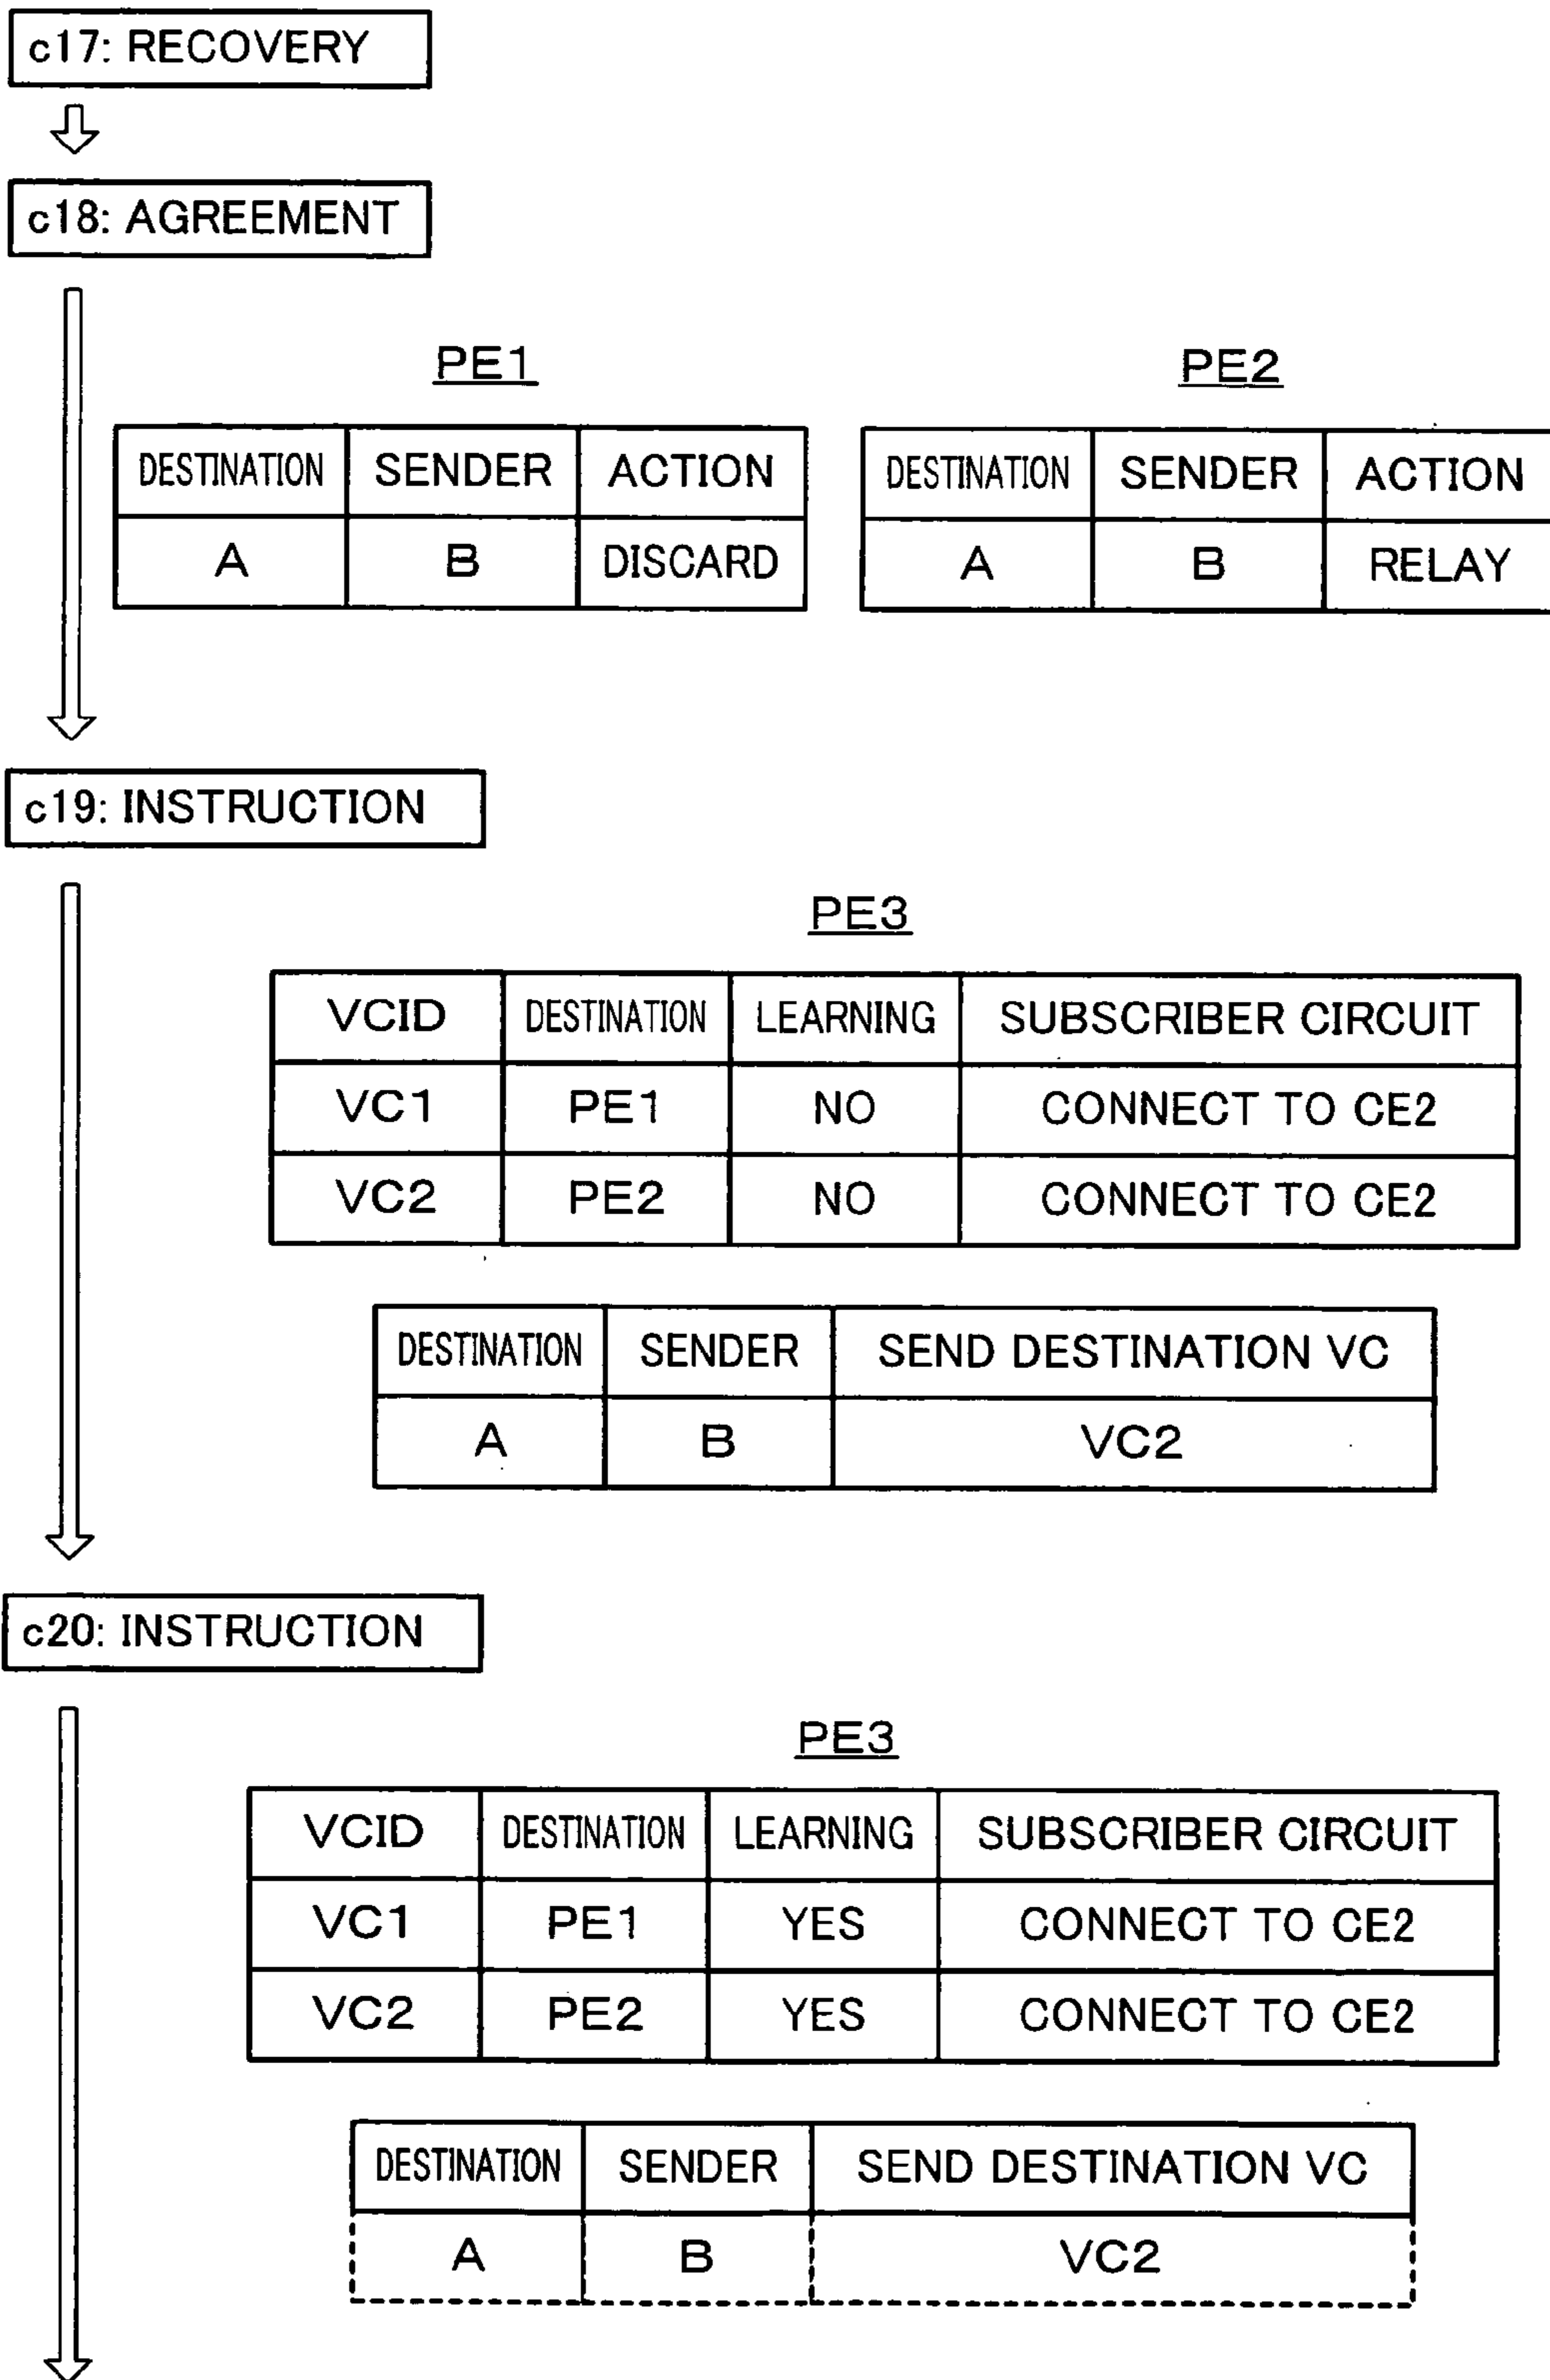 c17: RECOVERY
c18: AGREEMENT
PE1
PE2
DESTINATION SENDER ACTION
A B DISCARD
DESTINATION SENDER ACTION
A B RELAY
c19: INSTRUCTION
PE3
VCID DESTINATION LEARNING SUBSCRIBER CIRCUIT
VC1 PE1 NO CONNECT TO CE2
VC2 PE2 NO CONNECT TO CE2
DESTINATION SENDER SEND DESTINATION VC
A B VC2
c20: INSTRUCTION
PE3
VCID DESTINATION LEARNING SUBSCRIBER CIRCUIT
VC1 PE1 YES CONNECT TO CE2
VC2 PE2 YES CONNECT TO CE2
DESTINATION SENDER SEND DESTINATION VC
A B VC2